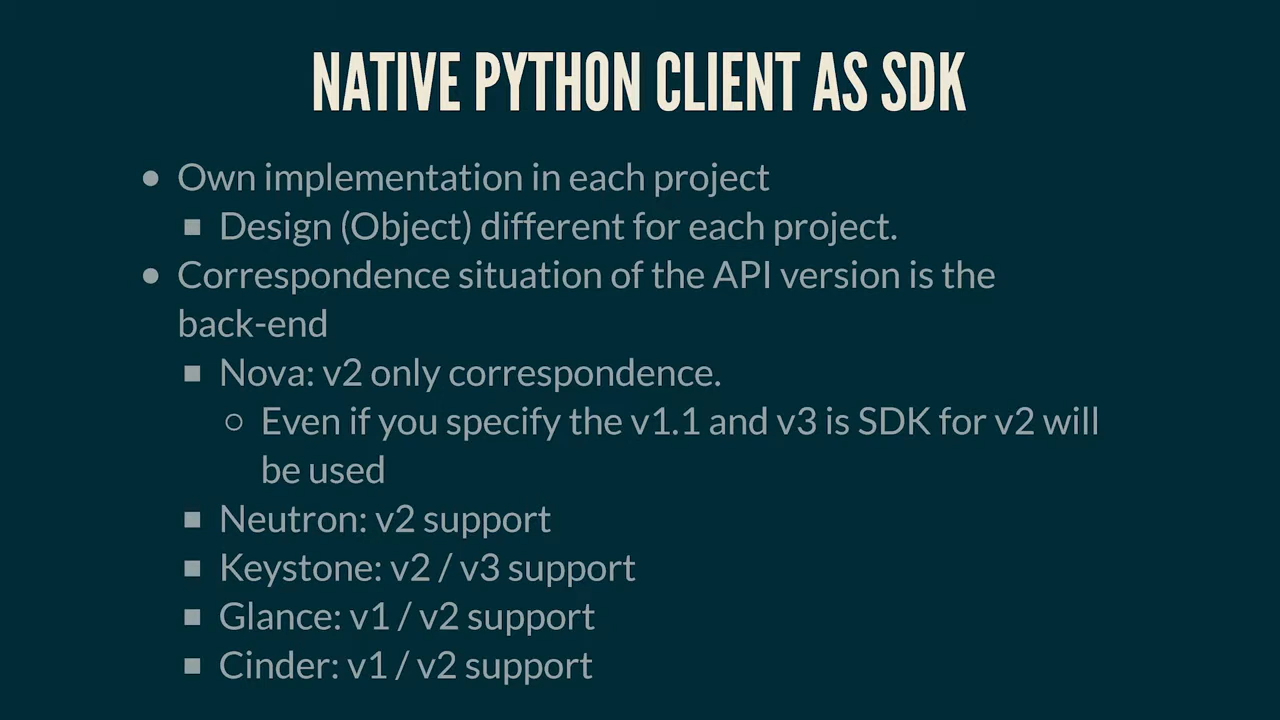 NATIVE PYTHON CLIENT AS SDK
Own implementation in each project
Design (Object) different for each project.
Correspondence situation of the API version is the
back-end
Nova: v2 only correspondence.
Even if you specify the v1.1 and v3 is SDK for v2 will
be used
Neutron: v2 support
Keystone: v2 / v3 support
Glance: v1 / v2 support
Cinder: v1 / v2 support